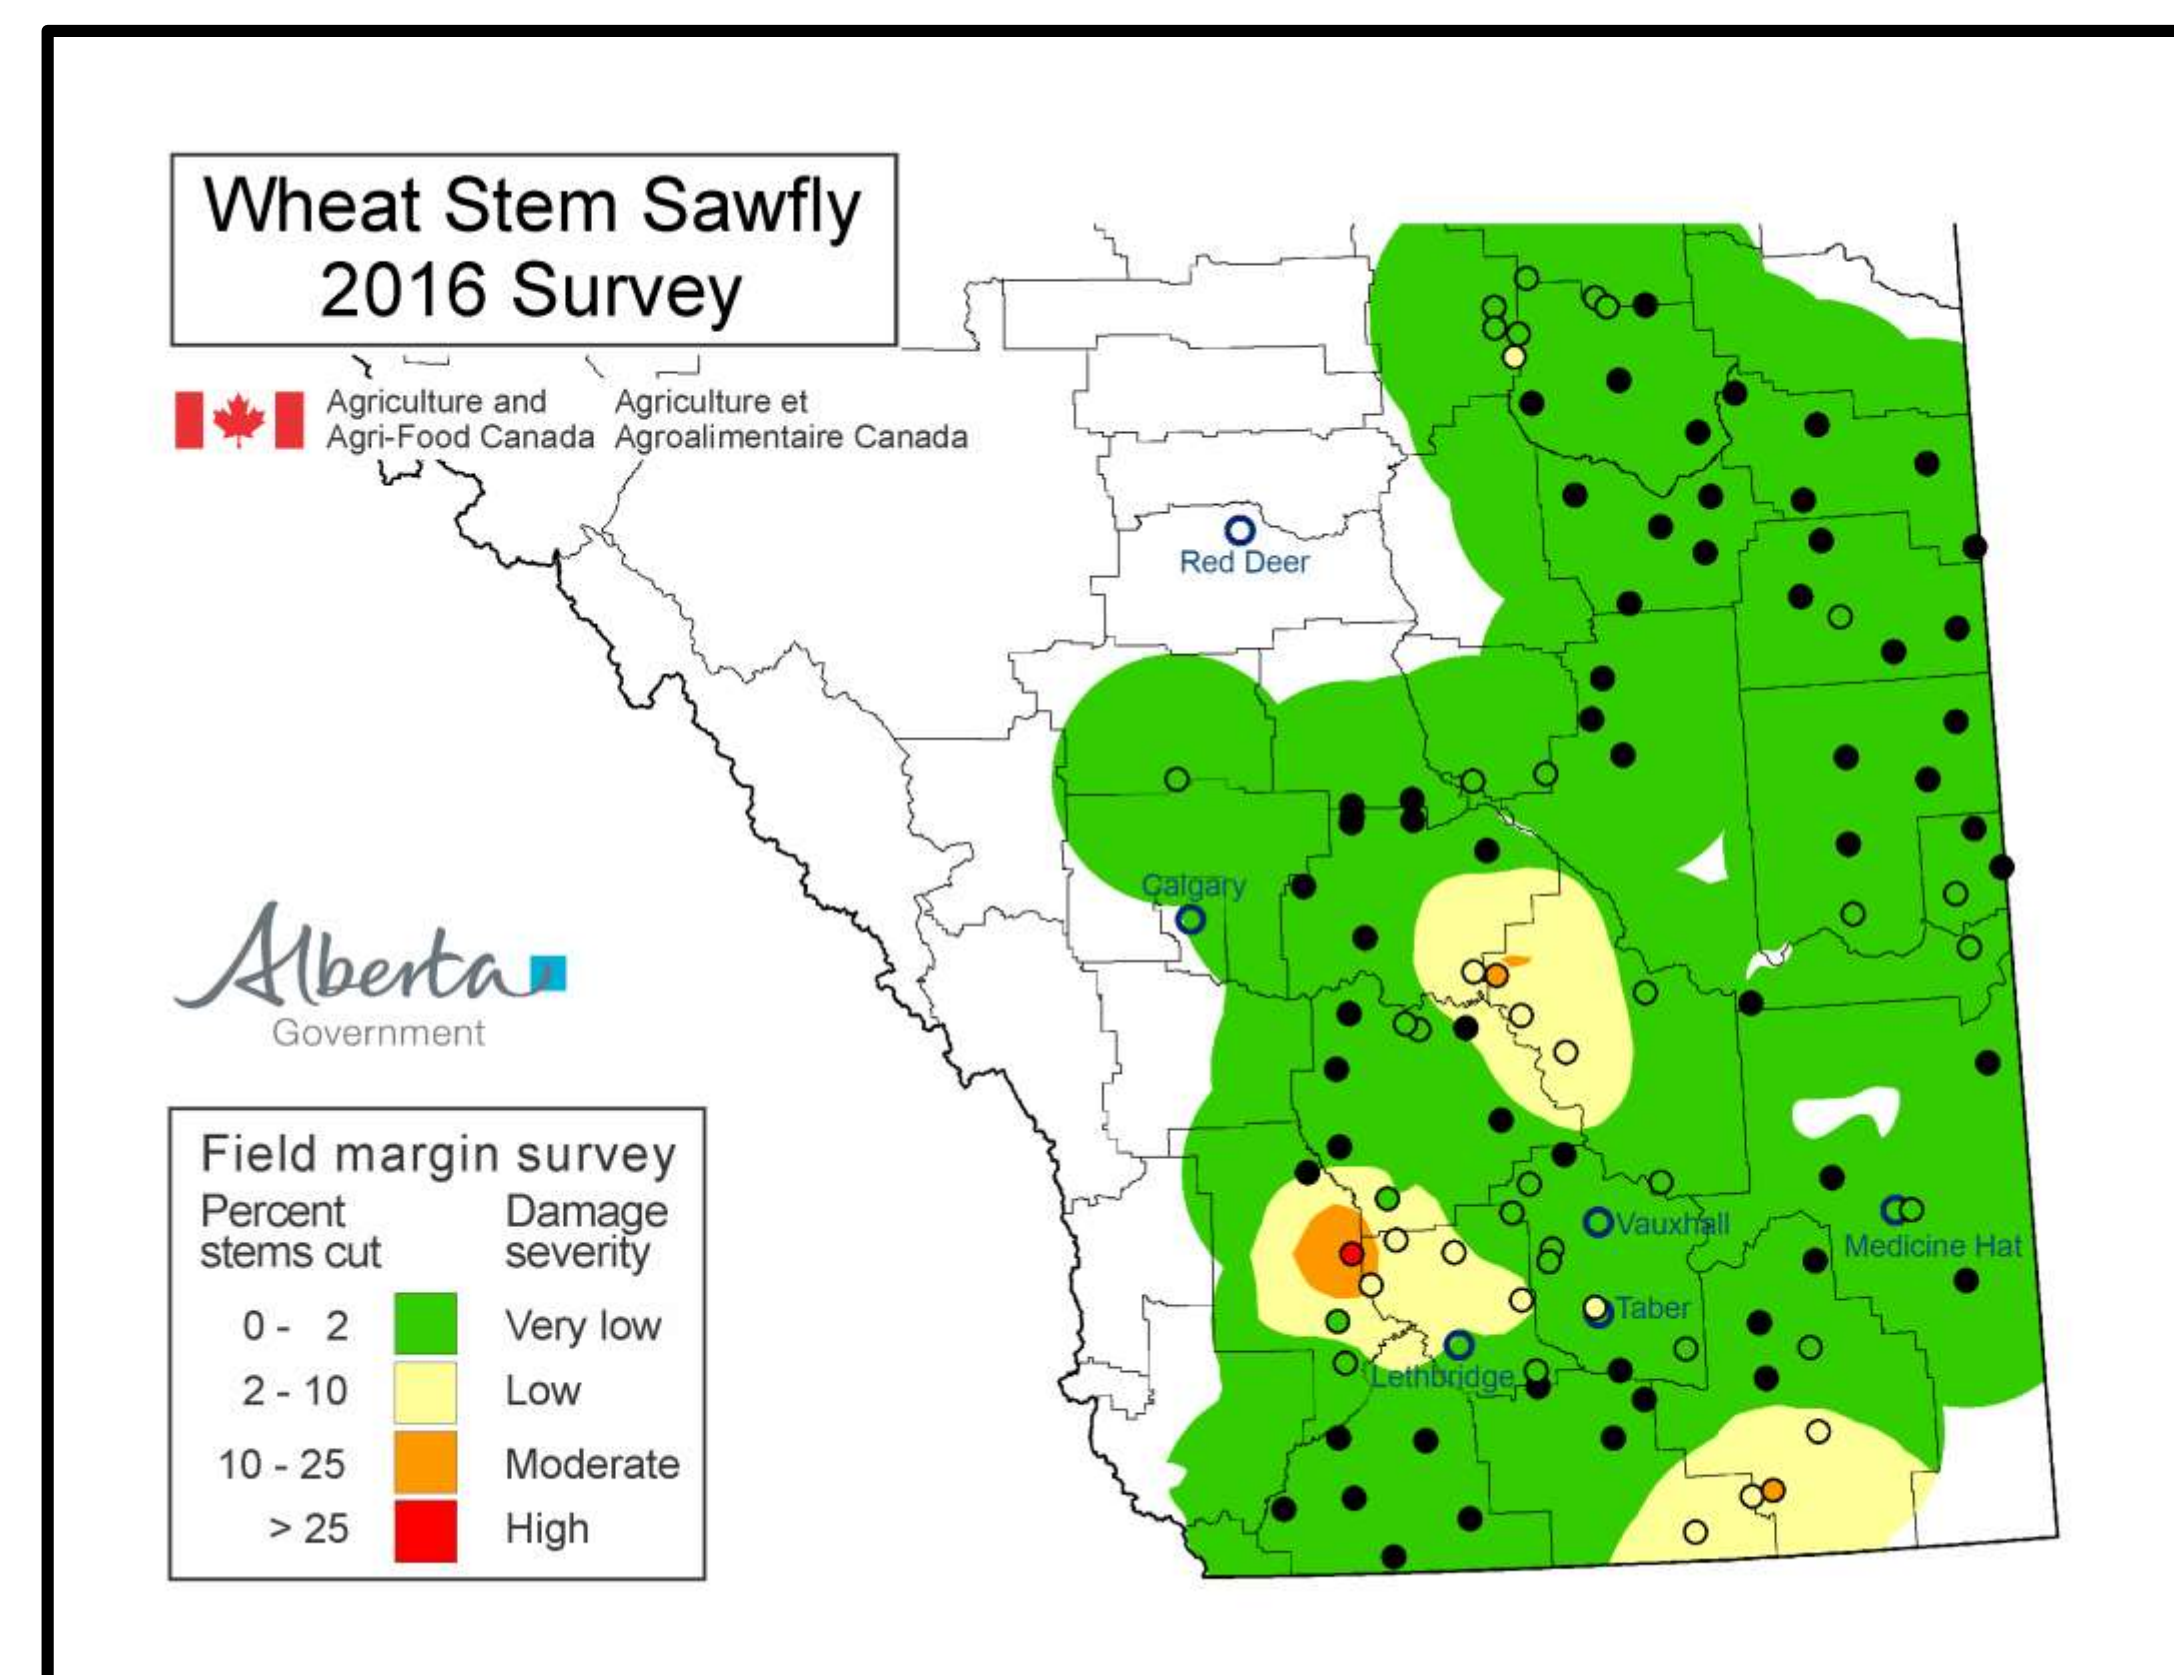 Wheat Stem Sawfly
2016 Survey
Agriculture and
Agri-Food Canada
Agriculture et
Agroalimentaire Canada
Red Deer
Calgary
Alberta
Government
Vauxhall
Medicine Hat
Taber
Lethbridge
Field margin survey
Percent
stems cut
Damage
severity
0 - 2 Very low
2 - 10 Low
10 - 25 Moderate
> 25 High